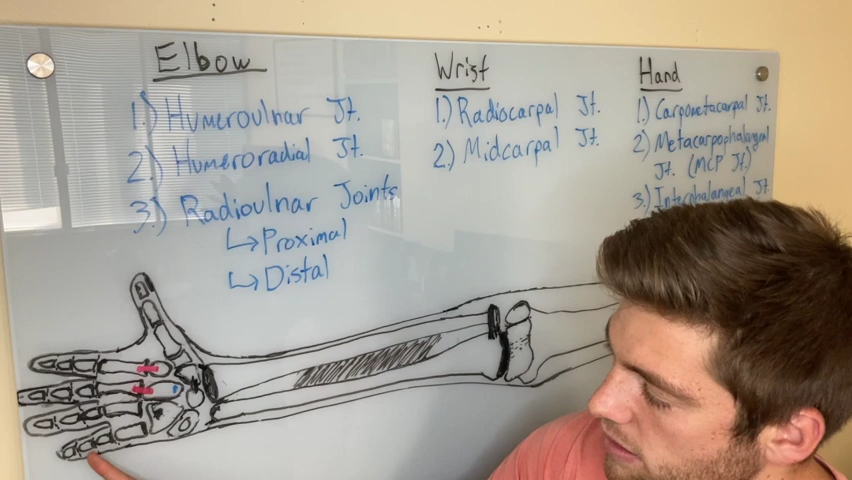 Elbow
1.) Humeroulnar Jt.
2.) Humeroradial Jt.
3.) Radioulnar Joints
↳ Proximal
↳ Distal
Wrist
1.) Radiocarpal Jt.
2.) Midcarpal Jt.
Hand
1.) Carpometacarpal Jt.
2.) Metacarpophalangeal
Jt. (MCP Jt.)
3.) Interphalangeal Jt.